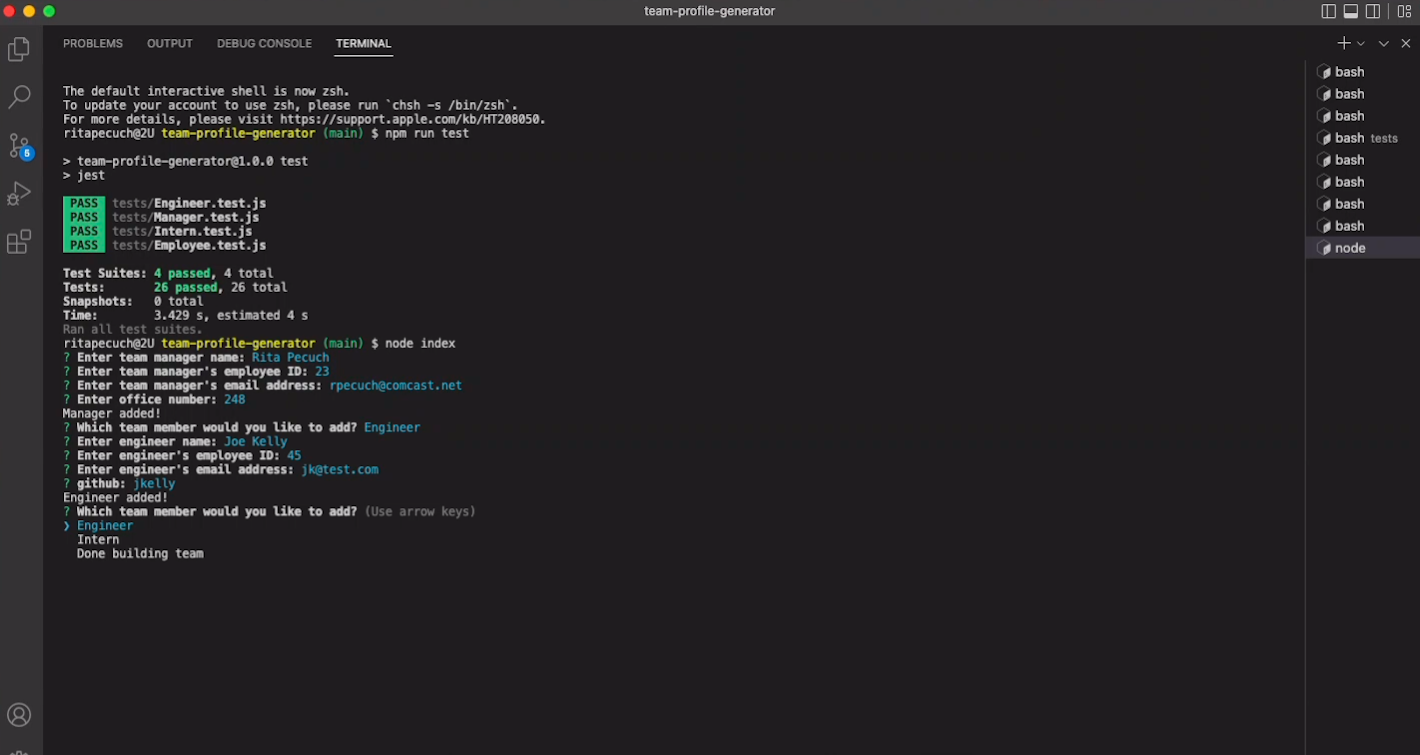 team-profile-generator
PROBLEMS OUTPUT DEBUG CONSOLE TERMINAL
The default interactive shell is now zsh.
To update your account to use zsh, please run `chsh -s /bin/zsh`.
For more details, please visit https://support.apple.com/kb/HT208050.
ritapecuch@2U team-profile-generator (main) $ npm run test
> team-profile-generator@1.0.0 test
> jest
PASS tests/Engineer.test.js
PASS tests/Manager.test.js
PASS tests/Intern.test.js
PASS tests/Employee.test.js
Test Suites: 4 passed, 4 total
Tests: 26 passed, 26 total
Snapshots: 0 total
Time: 3.429 s, estimated 4 s
Ran all test suites.
ritapecuch@2U team-profile-generator (main) $ node index
? Enter team manager name: Rita Pecuch
? Enter team manager's employee ID: 23
? Enter team manager's email address: rpecuch@comcast.net
? Enter office number: 248
Manager added!
? Which team member would you like to add? Engineer
? Enter engineer name: Joe Kelly
? Enter engineer's employee ID: 45
? Enter engineer's email address: jk@test.com
? github: jkelly
Engineer added!
? Which team member would you like to add? (Use arrow keys)
❯ Engineer
Intern
Done building team
bash
bash
bash
bash tests
bash
bash
bash
bash
node
5